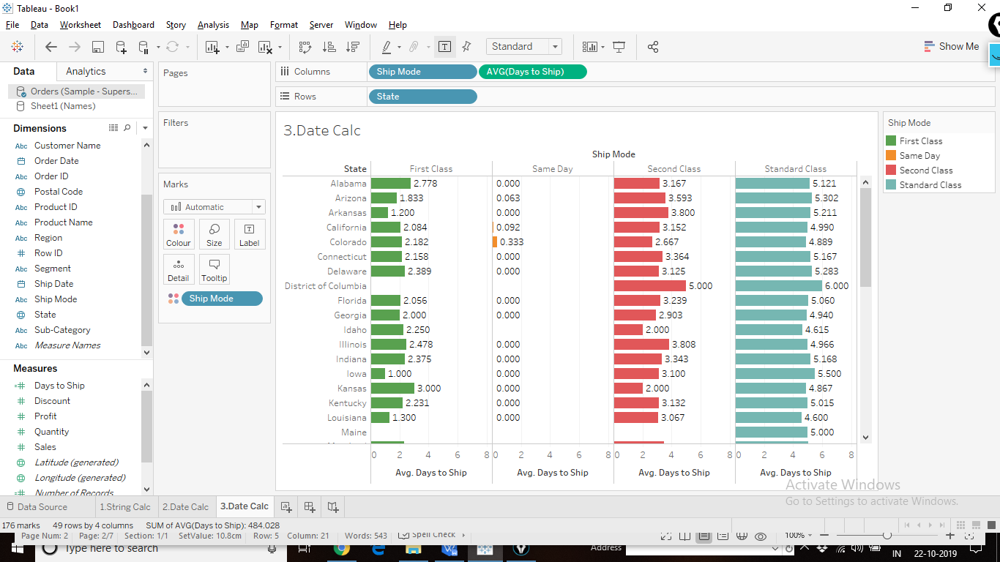 Tableau - Book1
File Data Worksheet Dashboard Story Analysis Map Format Server Window Help
Standard Show Me
Data Analytics Pages Columns Ship Mode AVG(Days to Ship)
Orders (Sample - Supers...
Sheet1 (Names)
Rows State
Dimensions
Abc Customer Name
Order Date
Abc Order ID
Postal Code
Abc Product ID
Abc Product Name
Abc Region
Row ID
Abc Segment
Ship Date
Abc Ship Mode
State
Abc Sub-Category
Abc Measure Names
Measures
=# Days to Ship
# Discount
# Profit
# Quantity
# Sales
Latitude (generated)
Longitude (generated)
=# Number of Records
Filters
Marks
Automatic
Colour Size Label
Detail Tooltip
Ship Mode
3.Date Calc
Ship Mode
State First Class Same Day Second Class Standard Class
Alabama 2.778 0.000 3.167 5.121
Arizona 1.833 0.063 3.593 5.302
Arkansas 1.200 0.000 3.800 5.211
California 2.084 0.092 3.152 4.990
Colorado 2.182 0.333 2.667 4.889
Connecticut 2.158 0.000 3.364 5.167
Delaware 2.389 0.000 3.125 5.283
District of Columbia 5.000 6.000
Florida 2.056 0.000 3.239 5.060
Georgia 2.000 0.000 2.903 4.940
Idaho 2.250 2.000 4.615
Illinois 2.478 0.000 3.808 4.966
Indiana 2.375 0.000 3.343 5.168
Iowa 1.000 0.000 3.100 5.500
Kansas 3.000 0.000 2.000 4.867
Kentucky 2.231 0.000 3.132 5.015
Louisiana 1.300 0.000 3.067 4.600
Maine 5.000
0 2 4 6 8 0 2 4 6 8 0 2 4 6 8 0 2 4 6 8
Avg. Days to Ship Avg. Days to Ship Avg. Days to Ship Avg. Days to Ship
Ship Mode
First Class
Same Day
Second Class
Standard Class
Activate Windows
Go to Settings to activate Windows.
Data Source 1.String Calc 2.Date Calc 3.Date Calc
176 marks 49 rows by 4 columns SUM of AVG(Days to Ship): 484.028
Page Num: 2 Page: 2/7 Section: 1/1 SetValue: 10.8cm Row: 5 Column: 21 Words: 543 Spell Check 100%
Type here to search Address IN 22-10-2019